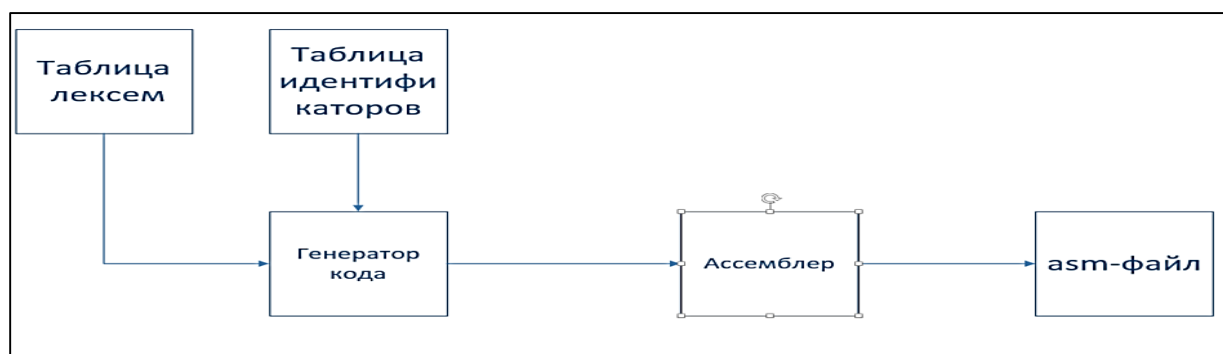 Таблица
лексем
Таблица
идентифи
каторов
Генератор
кода
Ассемблер
asm-файл